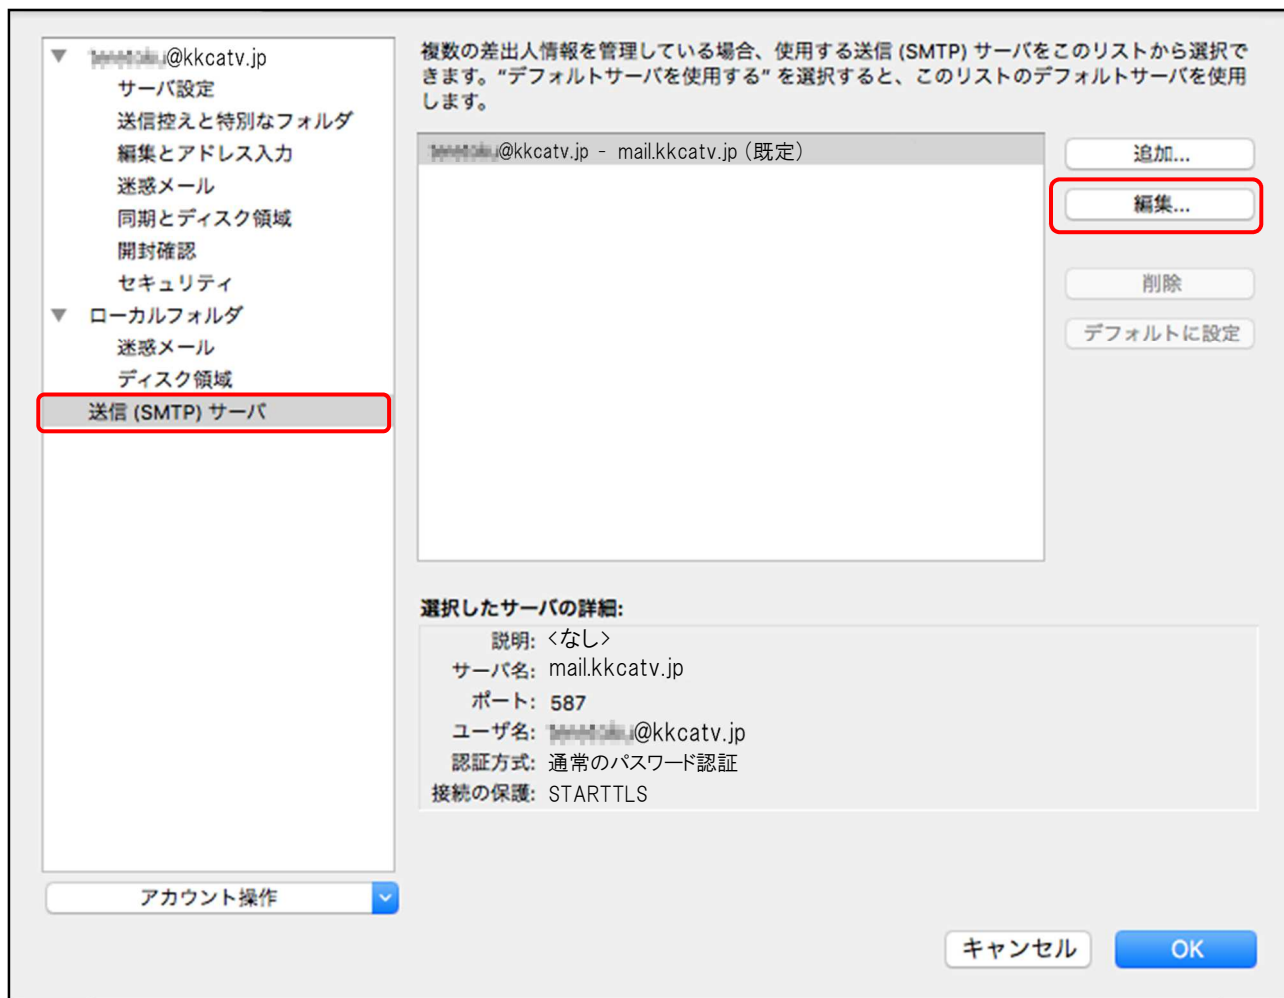 @kkcatv.jp
サーバ設定
送信控えと特別なフォルダ
編集とアドレス入力
迷惑メール
同期とディスク領域
開封確認
セキュリティ
ローカルフォルダ
迷惑メール
ディスク領域
送信 (SMTP) サーバ
アカウント操作
複数の差出人情報を管理している場合、使用する送信 (SMTP) サーバをこのリストから選択で
きます。“デフォルトサーバを使用する” を選択すると、このリストのデフォルトサーバを使用
します。
@kkcatv.jp - mail.kkcatv.jp (既定)
追加...
編集...
削除
デフォルトに設定
選択したサーバの詳細:
説明: <なし>
サーバ名: mail.kkcatv.jp
ポート: 587
ユーザ名: @kkcatv.jp
認証方式: 通常のパスワード認証
接続の保護: STARTTLS
キャンセル
OK